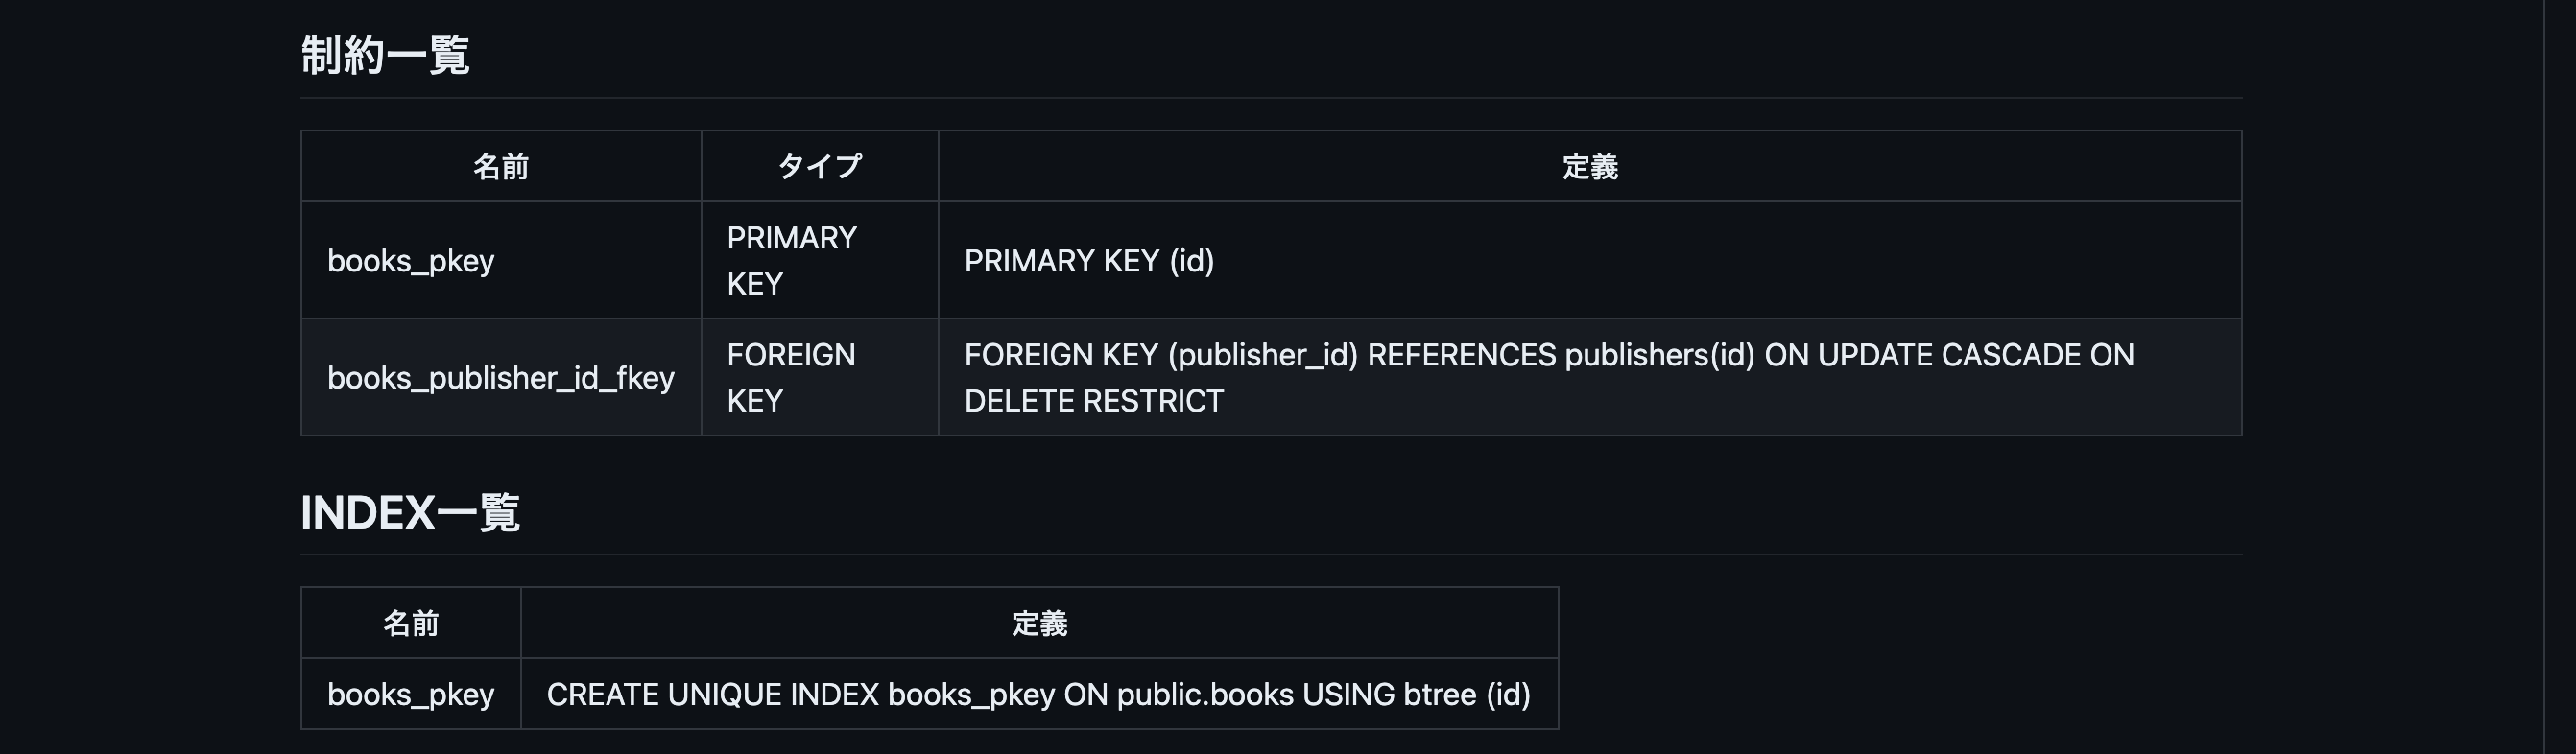 制約一覧
名前 タイプ 定義
books_pkey PRIMARY KEY PRIMARY KEY (id)
books_publisher_id_fkey FOREIGN KEY FOREIGN KEY (publisher_id) REFERENCES publishers(id) ON UPDATE CASCADE ON
DELETE RESTRICT
INDEX一覧
名前 定義
books_pkey CREATE UNIQUE INDEX books_pkey ON public.books USING btree (id)